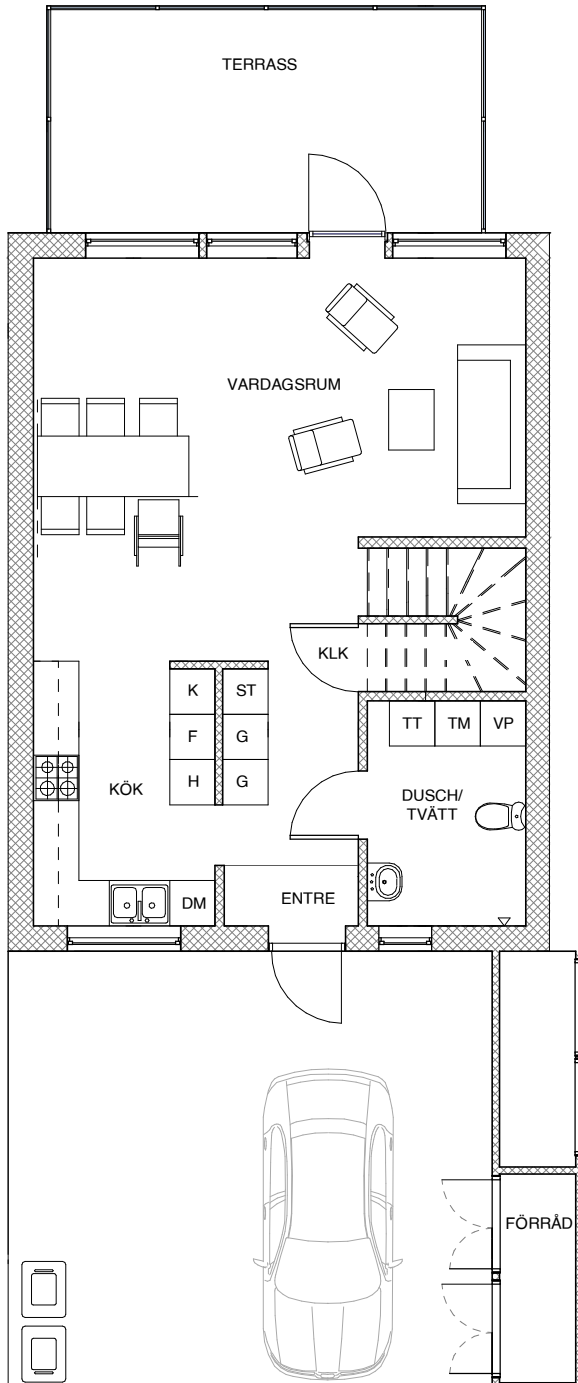 TERRASS
VARDAGSRUM
KLK
K
ST
F
G
H
G
TT
TM
VP
KÖK
DUSCH/
TVÄTT
DM
ENTRE
FÖRRÅD